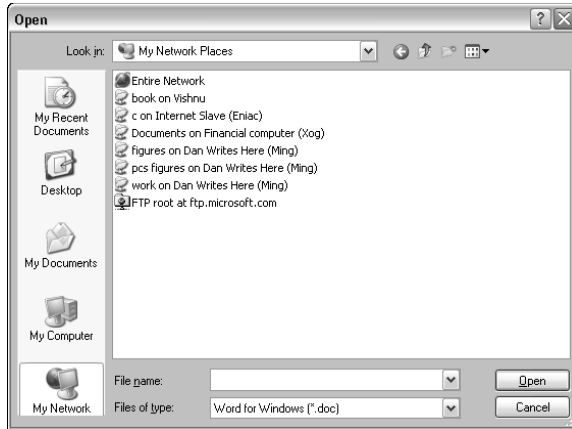 Open
Look in: My Network Places
Entire Network
book on Vishnu
c on Internet Slave (Eniac)
Documents on Financial computer (Xog)
figures on Dan Writes Here (Ming)
pcs figures on Dan Writes Here (Ming)
work on Dan Writes Here (Ming)
FTP root at ftp.microsoft.com
My Recent
Documents
Desktop
My Documents
My Computer
My Network
File name:
Open
Files of type: Word for Windows (*.doc)
Cancel